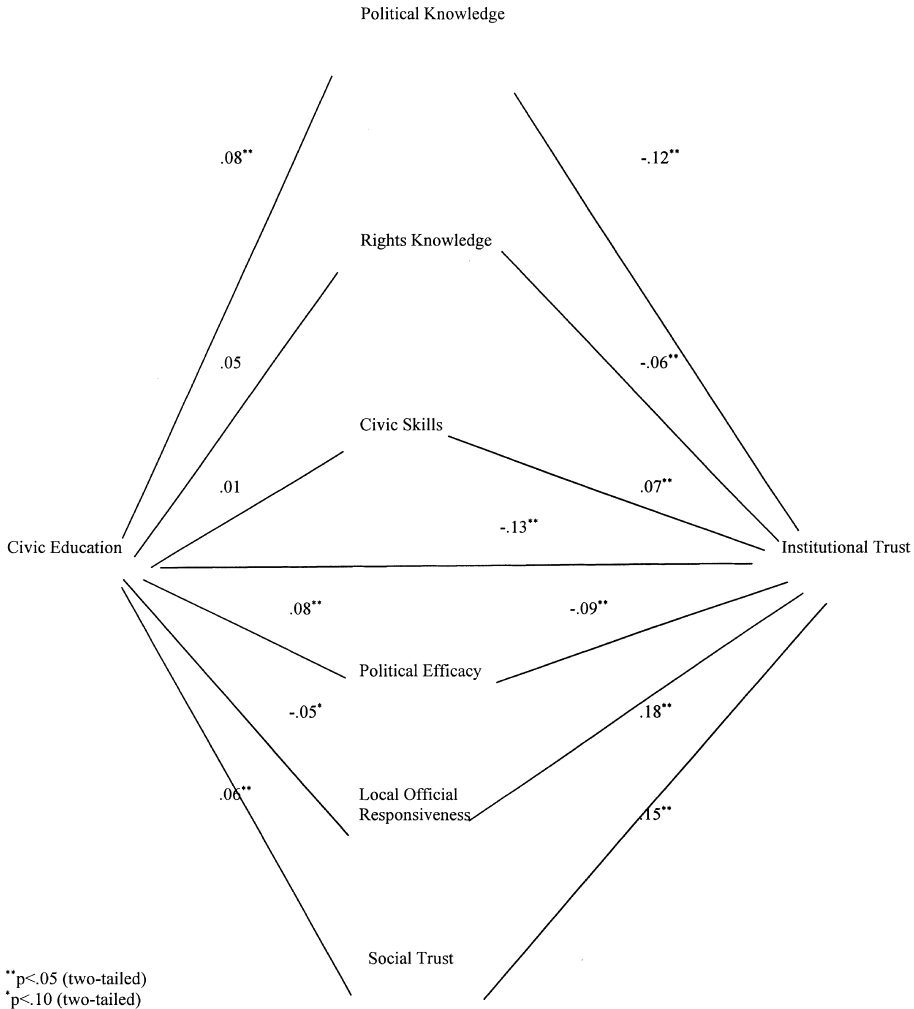 Political Knowledge
.08**
-.12**
Rights Knowledge
.05
-.06**
Civic Skills
.01
.07**
-.13**
Civic Education
Institutional Trust
.08**
-.09**
Political Efficacy
-.05*
.18**
.06**
Local Official
Responsiveness
.15**
Social Trust
**p<.05 (two-tailed)
*p<.10 (two-tailed)